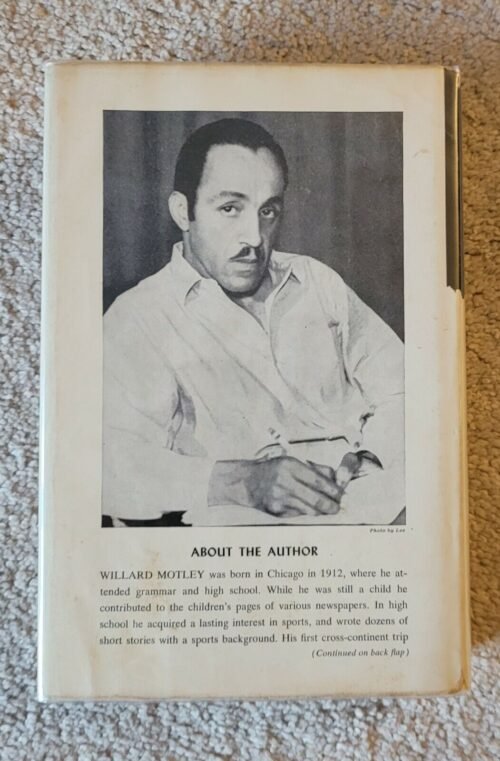 Photo by Lee
ABOUT THE AUTHOR
WILLARD MOTLEY was born in Chicago in 1912, where he at-
tended grammar and high school. While he was still a child he
contributed to the children's pages of various newspapers. In high
school he acquired a lasting interest in sports, and wrote dozens of
short stories with a sports background. His first cross-continent trip
(Continued on back flap)